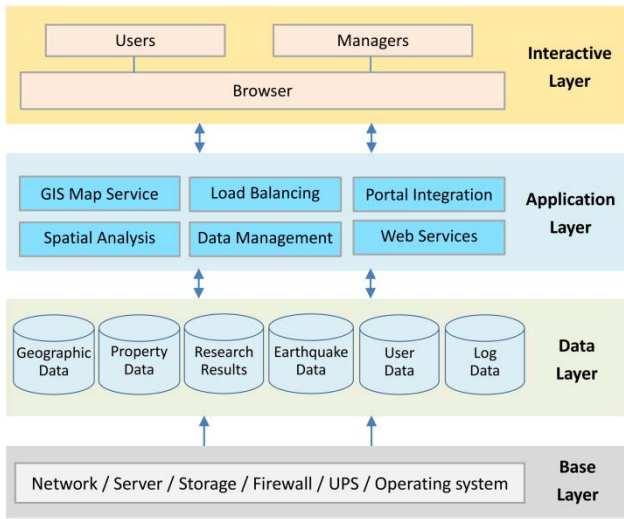 Users
Managers
Browser
Interactive
Layer
GIS Map Service
Load Balancing
Portal Integration
Spatial Analysis
Data Management
Web Services
Application
Layer
Geographic
Data
Property
Data
Research
Results
Earthquake
Data
User
Data
Log
Data
Data
Layer
Network / Server / Storage / Firewall / UPS / Operating system
Base
Layer